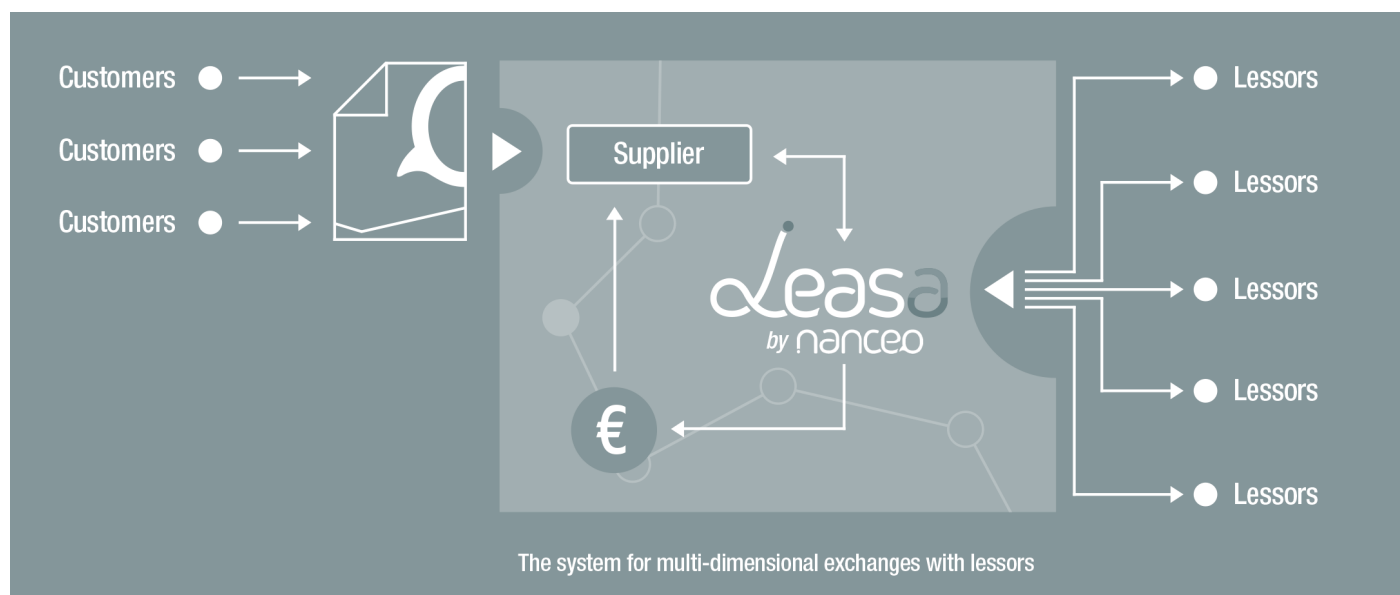 Customers
Customers
Customers
Supplier
Leasa
by nanceo
€
Lessors
Lessors
Lessors
Lessors
Lessors
The system for multi-dimensional exchanges with lessors